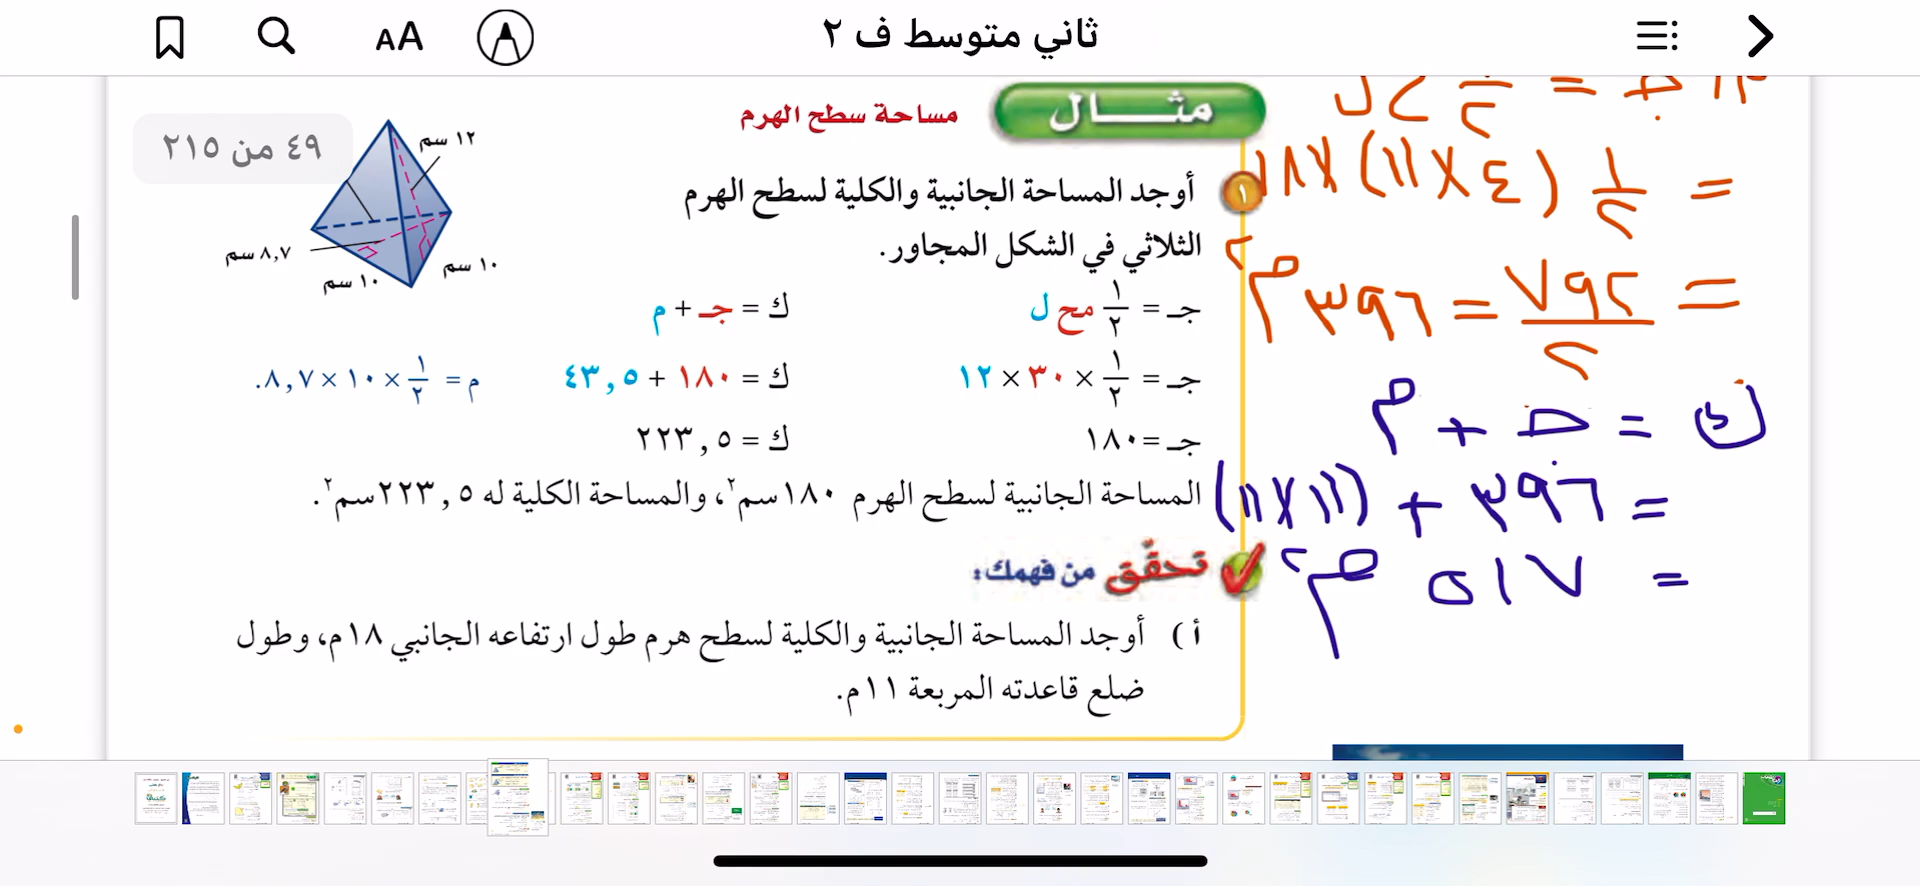 ثاني متوسط ف ٢
AA
٤٩ من ٢١٥
مثال
مساحة سطح الهرم
١ أوجد المساحة الجانبية والكلية لسطح الهرم
الثلاثي في الشكل المجاور.
١٢ سم
٨,٧ سم
١٠ سم
١٠ سم
جـ = ١/٢ مح ل
ك = جـ + م
جـ = ١/٢ × ٣٠ × ١٢
ك = ١٨٠ + ٤٣,٥
م = ١/٢ × ١٠ × ٨,٧.
جـ = ١٨٠
ك = ٢٢٣,٥
المساحة الجانبية لسطح الهرم ١٨٠ سم٢، والمساحة الكلية له ٢٢٣,٥ سم٢.
تحقّق من فهمك:
أ) أوجد المساحة الجانبية والكلية لسطح هرم طول ارتفاعه الجانبي ١٨م، وطول
ضلع قاعدته المربعة ١١م.
= ١/٢ (٤ × ١١) × ١٨
= ٧٩٢/٢ = ٣٩٦ م٢
ك = جـ + م
= ٣٩٦ + (١١ × ١١)
= ٥١٧ م٢